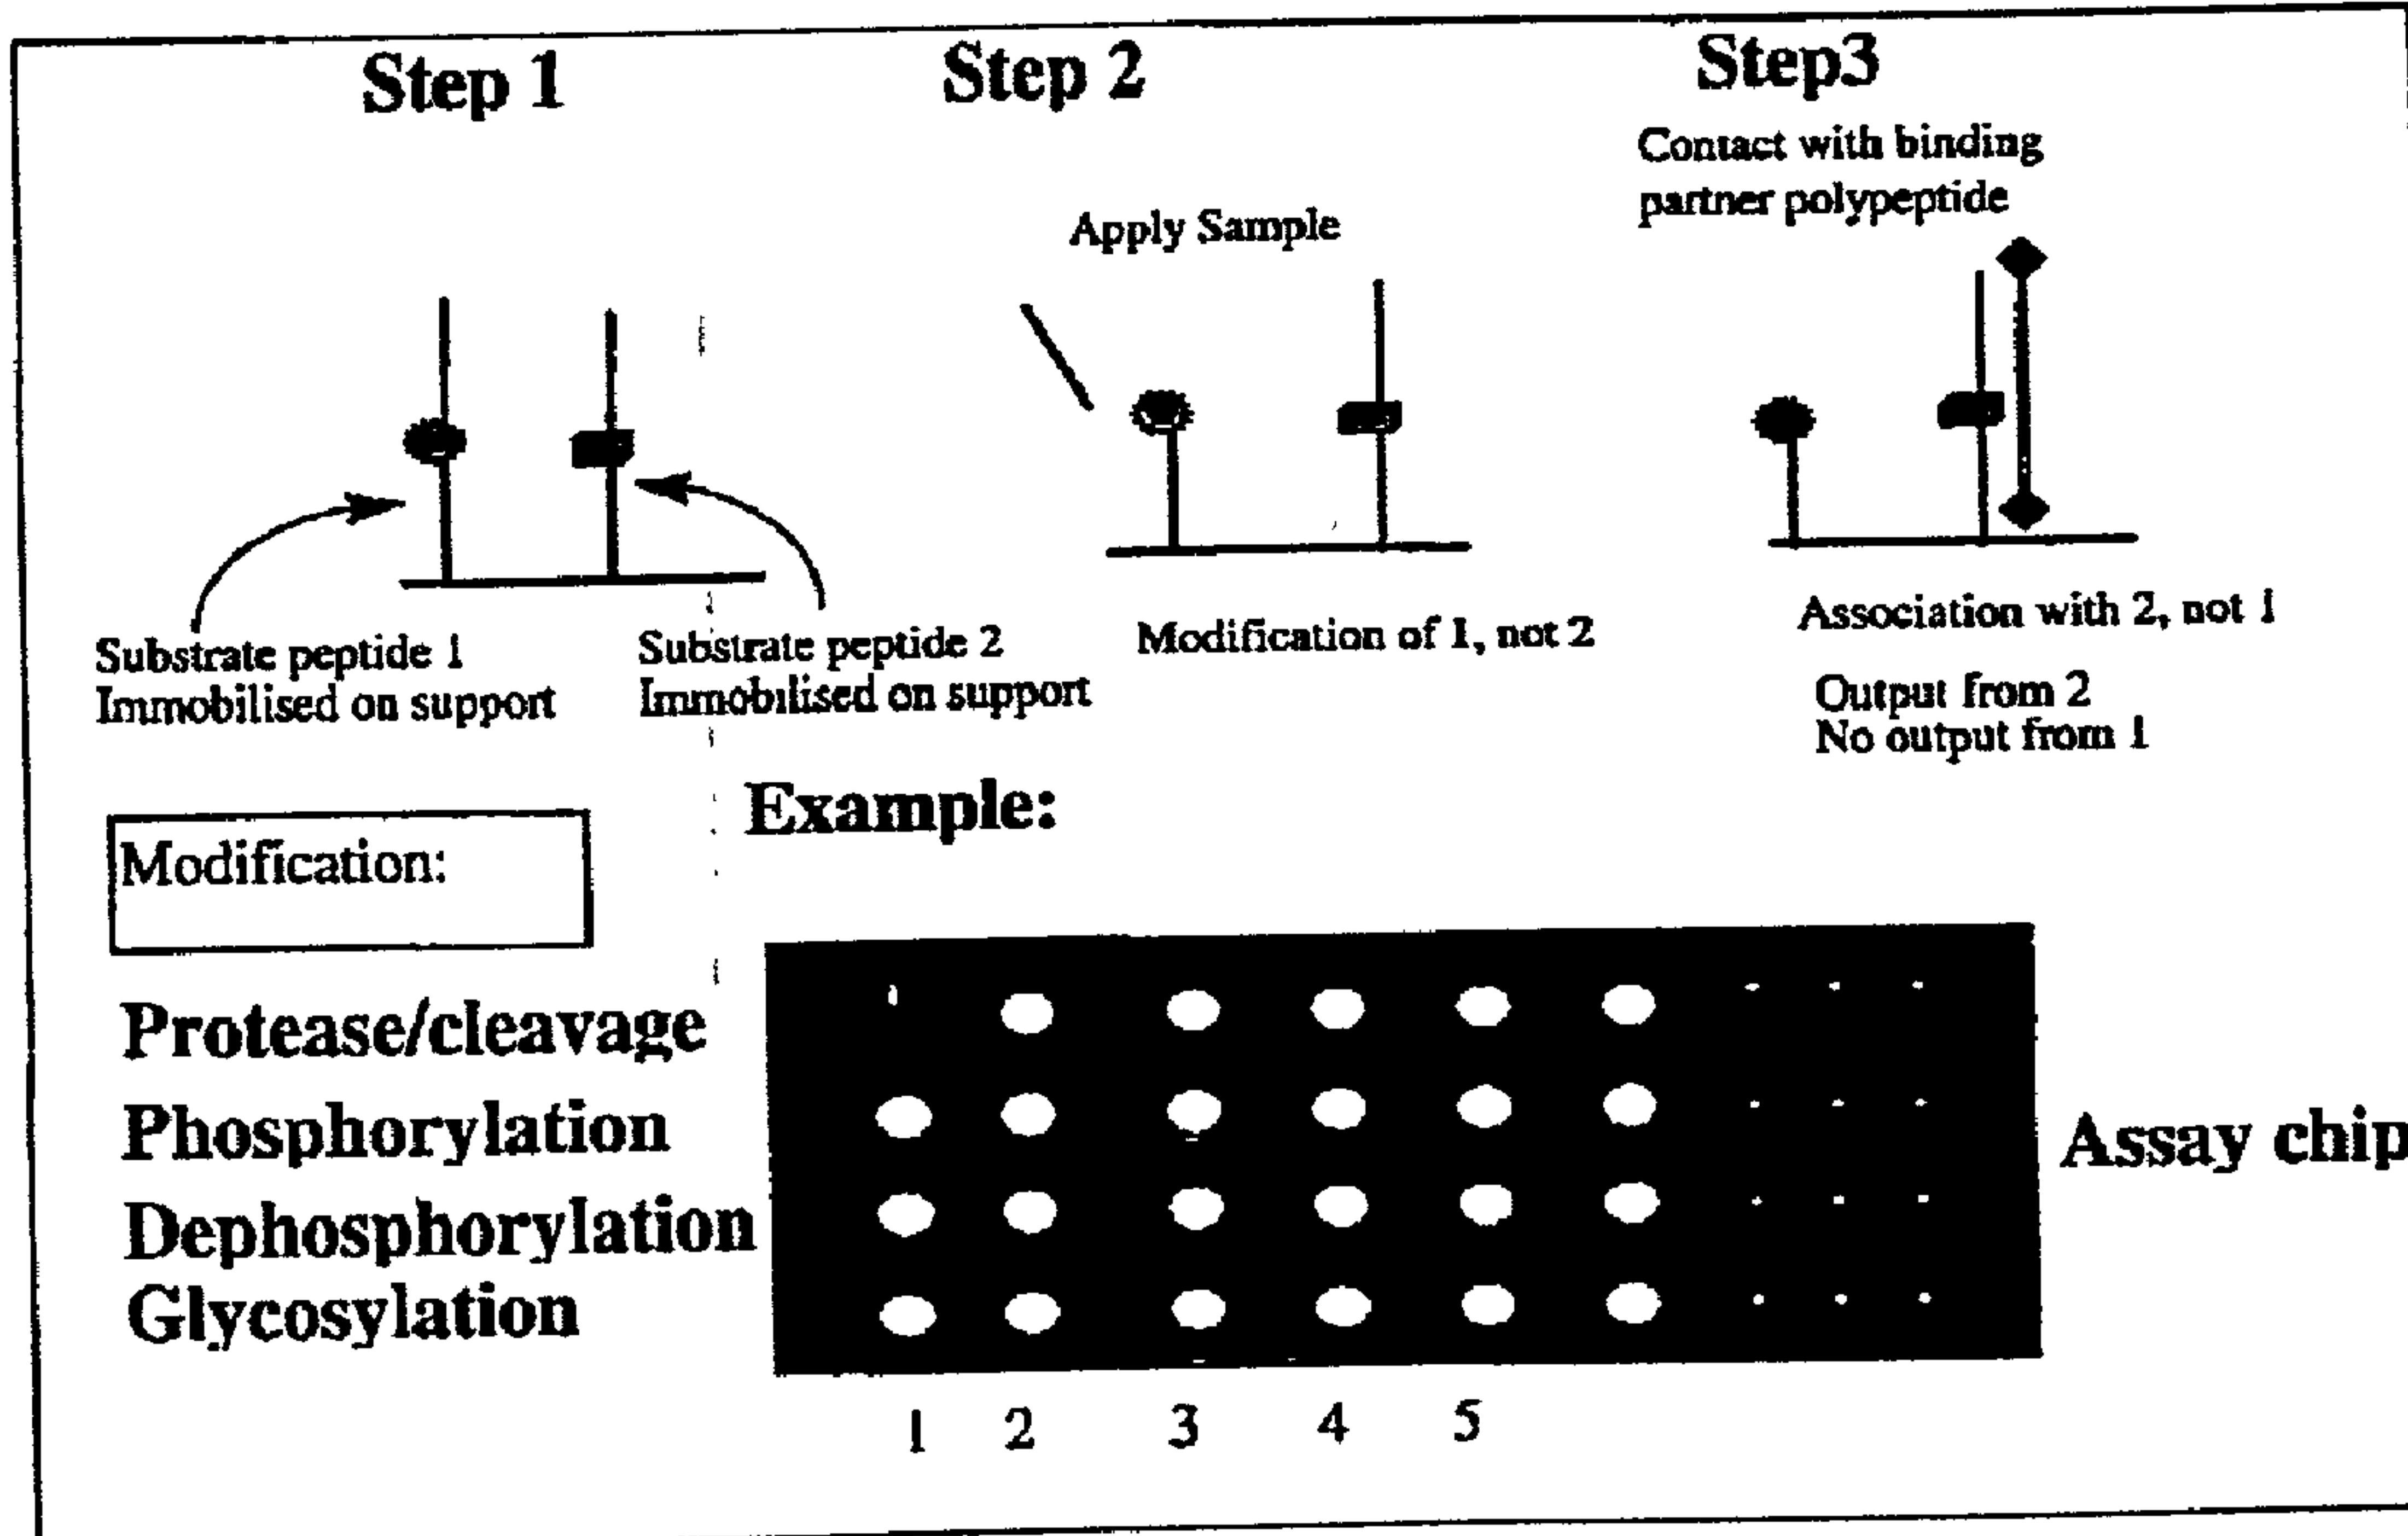 Step 1
Step 2
Step3
Contact with binding
partner polypeptide
Apply Sample
Substrate peptide 1
Immobilised on support
Substrate peptide 2
Immobilised on support
Modification of 1, not 2
Association with 2, not 1
Output from 2
No output from 1
Example:
Modification:
Protease/cleavage
Phosphorylation
Dephosphorylation
Glycosylation
Assay chip
1 2 3 4 5